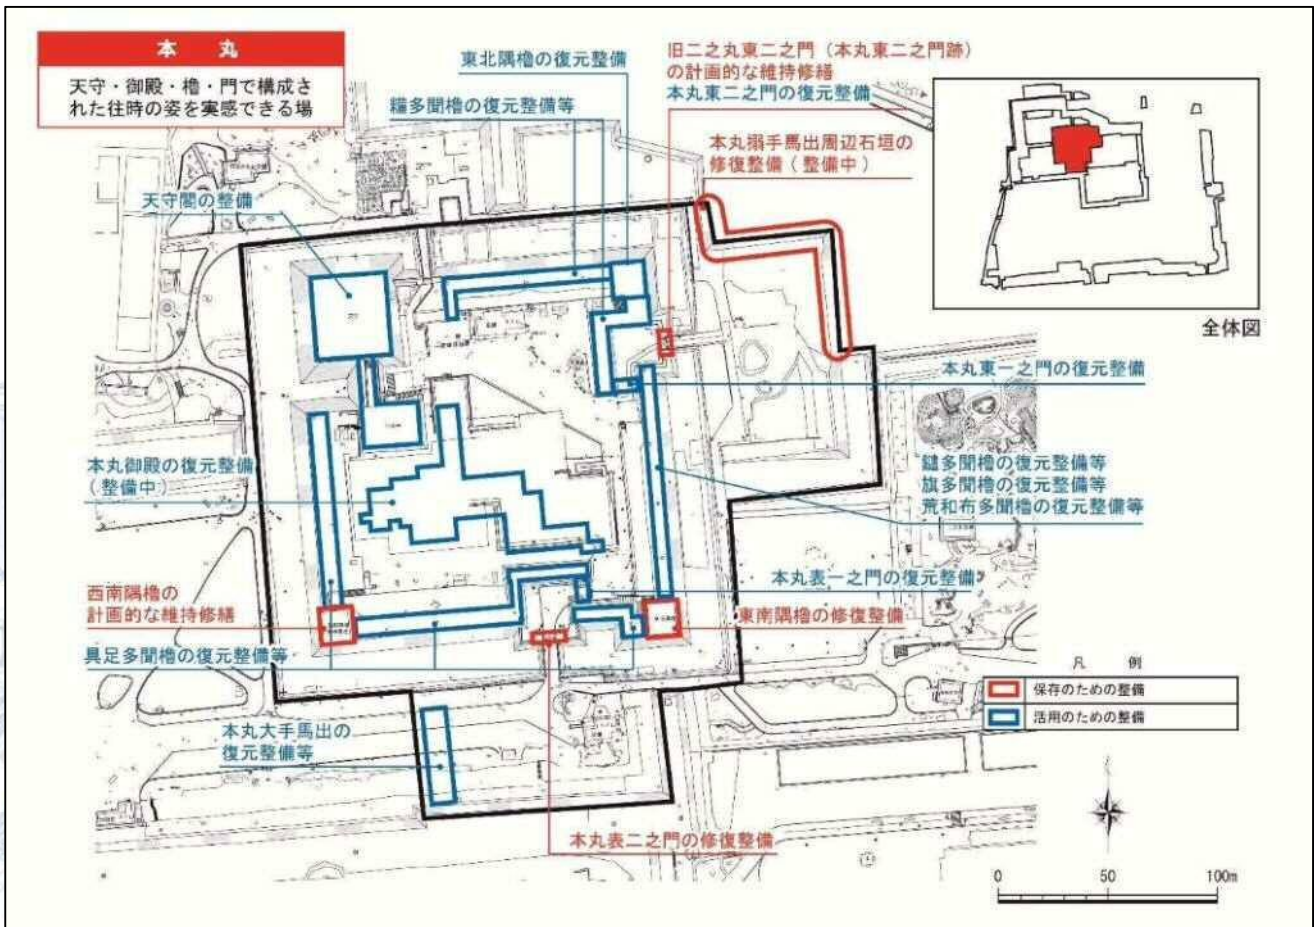 本丸
天守・御殿・櫓・門で構成さ
れた往時の姿を実感できる場
東北隅櫓の復元整備
糒多聞櫓の復元整備等
旧二之丸東二之門（本丸東二之門跡）
の計画的な維持修繕
本丸東二之門の復元整備
本丸搦手馬出周辺石垣の
修復整備（整備中）
全体図
天守閣の整備
本丸東一之門の復元整備
本丸御殿の復元整備
（整備中）
鑓多聞櫓の復元整備等
旗多聞櫓の復元整備等
荒和布多聞櫓の復元整備等
本丸表一之門の復元整備
西南隅櫓の
計画的な維持修繕
東南隅櫓の修復整備
具足多聞櫓の復元整備等
凡例
保存のための整備
活用のための整備
本丸大手馬出の
復元整備等
本丸表二之門の修復整備
0 50 100m